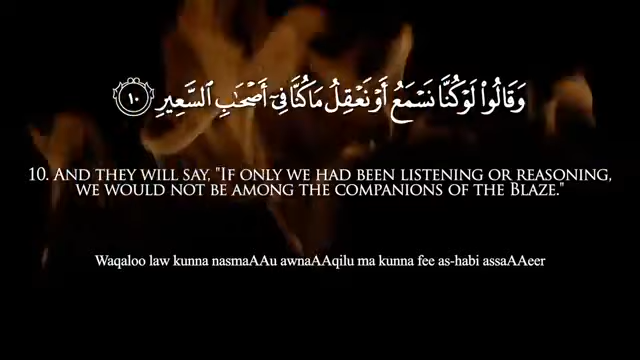 وَقَالُوا۟ لَوْ كُنَّا نَسْمَعُ أَوْ نَعْقِلُ مَا كُنَّا فِىٓ أَصْحَـٰبِ ٱلسَّعِيرِ ١٠
10. And they will say, "If only we had been listening or reasoning,
we would not be among the companions of the Blaze."
Waqaloo law kunna nasmaAAu awnaAAqilu ma kunna fee as-habi assaAAeer